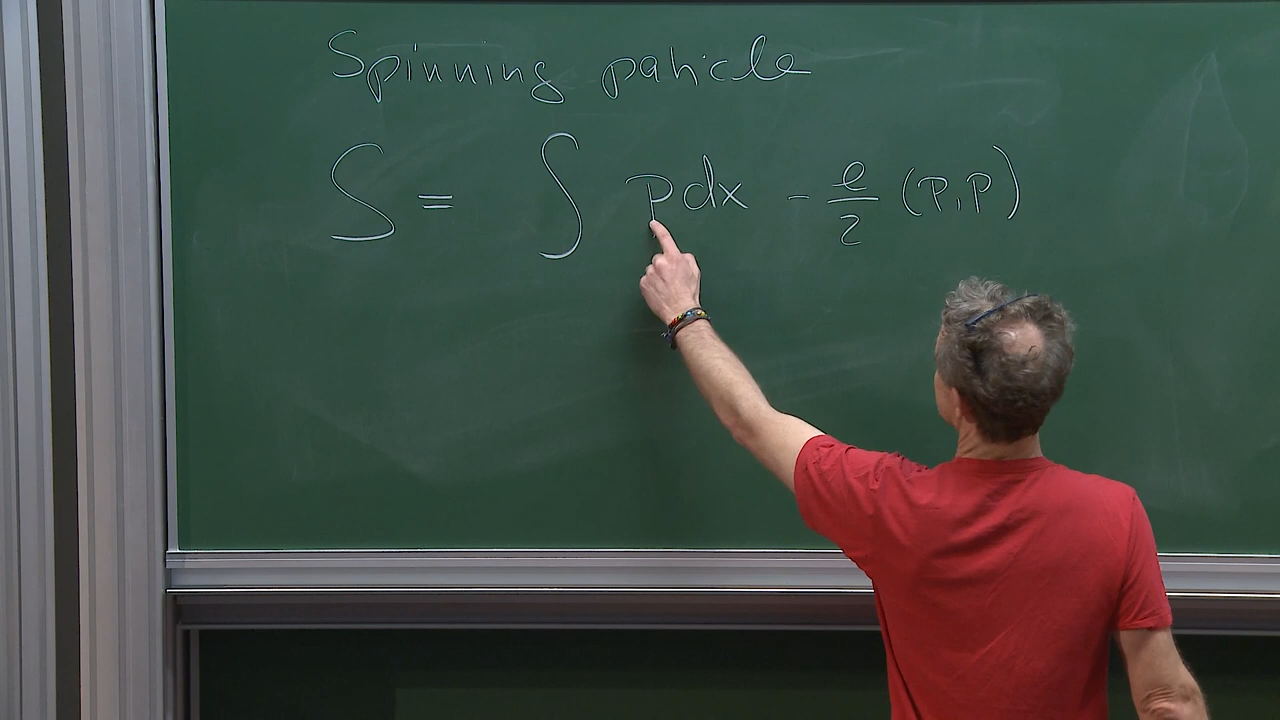 Spinning particle
S = ∫ pdx - e/2 (p,p)